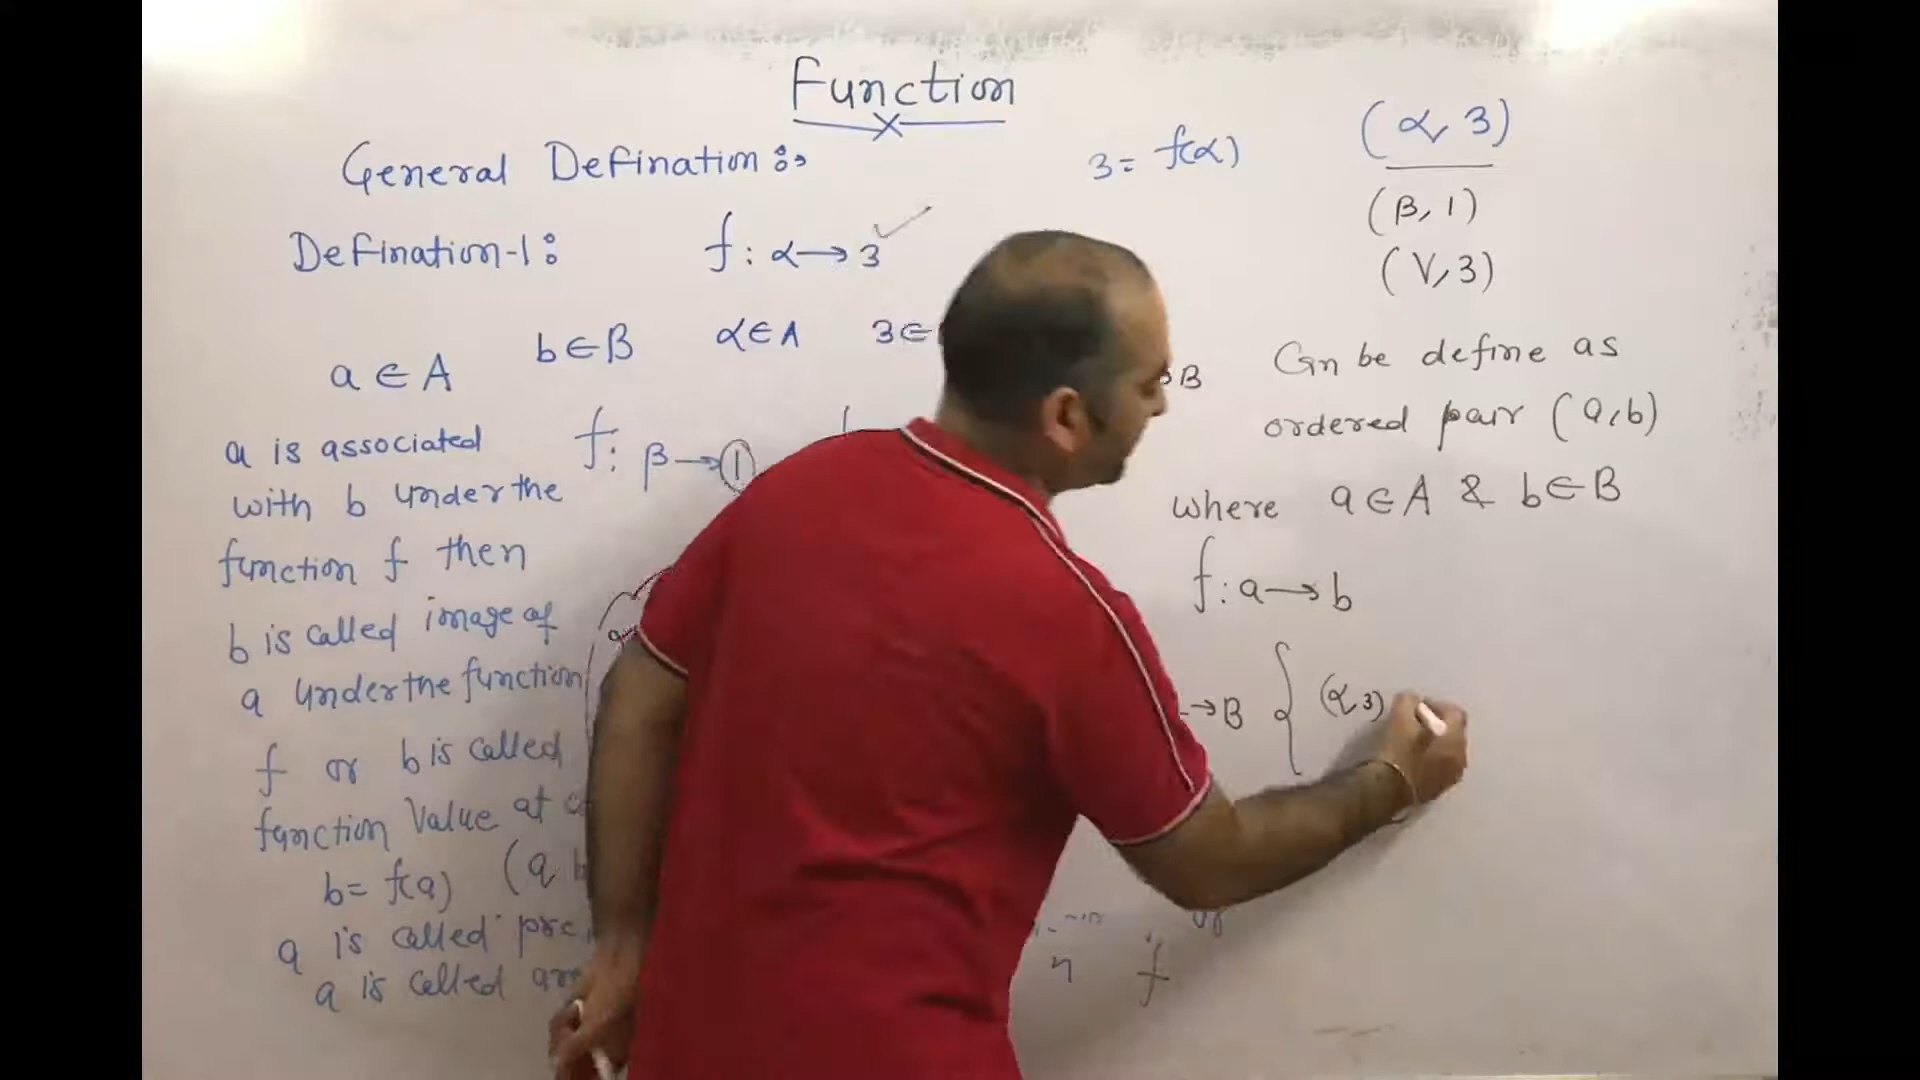 Function
General Defination :
Defination-1 :
f : α → 3 ✓
a ∈ A
b ∈ B
α ∈ A
3 ∈
a is associated
with b under the
function f then
b is called image of
a under the function
f or b is called
function Value at
b = f(a) (a
a is called
a is called
f : β → 1
3 = f(α)
(α, 3)
(β, 1)
(γ, 3)
→ B Can be define as
ordered pair (a, b)
where a ∈ A & b ∈ B
f : a → b
→ B { (α, 3)
of
n f